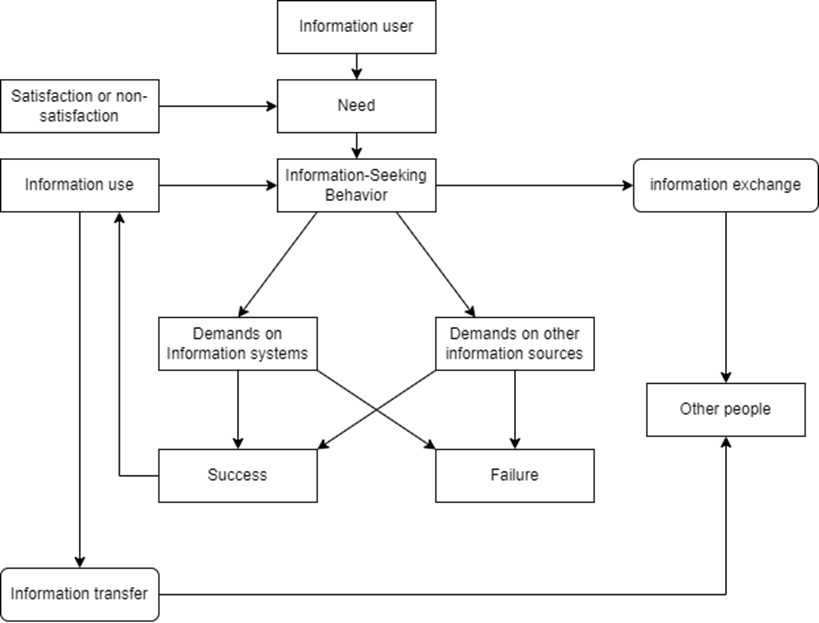 Information user
Satisfaction or non-
satisfaction
Need
Information use
Information-Seeking
Behavior
information exchange
Demands on
Information systems
Demands on other
information sources
Other people
Success
Failure
Information transfer